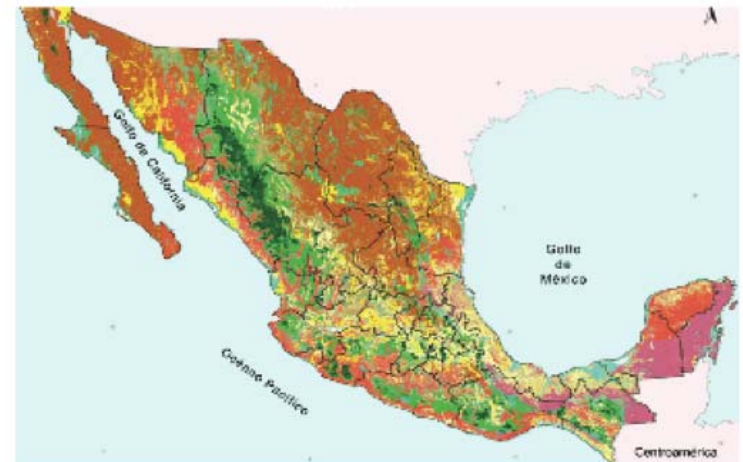 Golfo de California
Golfo
de
México
Océano Pacífico
Centroamérica